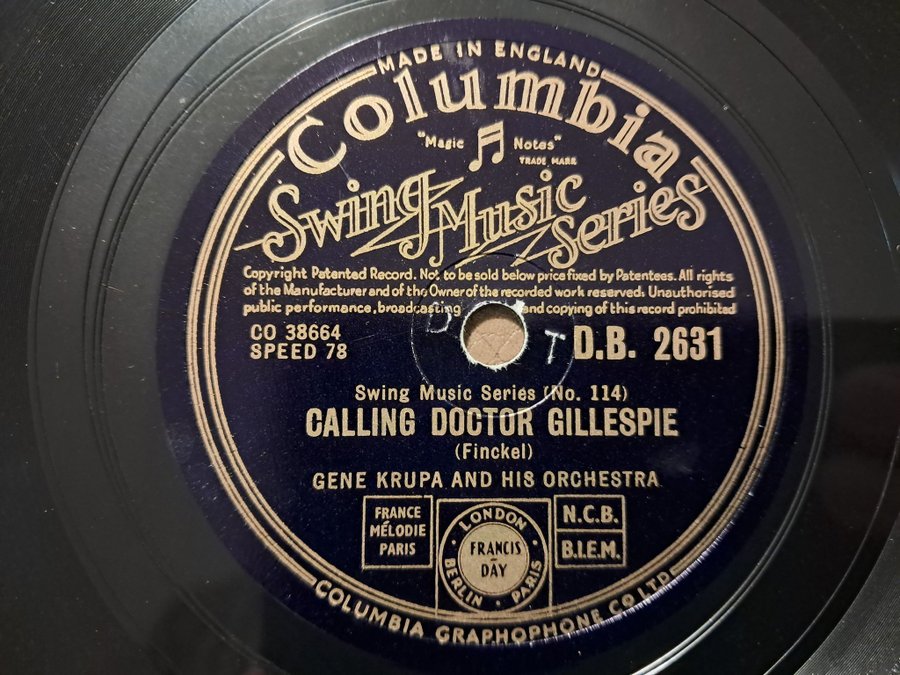 MADE IN ENGLAND
Columbia
"Magic Notes"
TRADE MARK
Swing Music Series
Copyright Patented Record. Not to be sold below price fixed by Patentees. All rights
of the Manufacturer and of the Owner of the recorded work reserved. Unauthorised
public performance, broadcasting and copying of this record prohibited
CO 38664
SPEED 78
D
T
D.B. 2631
Swing Music Series (No. 114)
CALLING DOCTOR GILLESPIE
(Finckel)
GENE KRUPA AND HIS ORCHESTRA
FRANCE
MÉLODIE
PARIS
LONDON
FRANCIS-
DAY
BERLIN · PARIS
N.C.B.
B.I.E.M.
COLUMBIA GRAPHOPHONE CO LTD